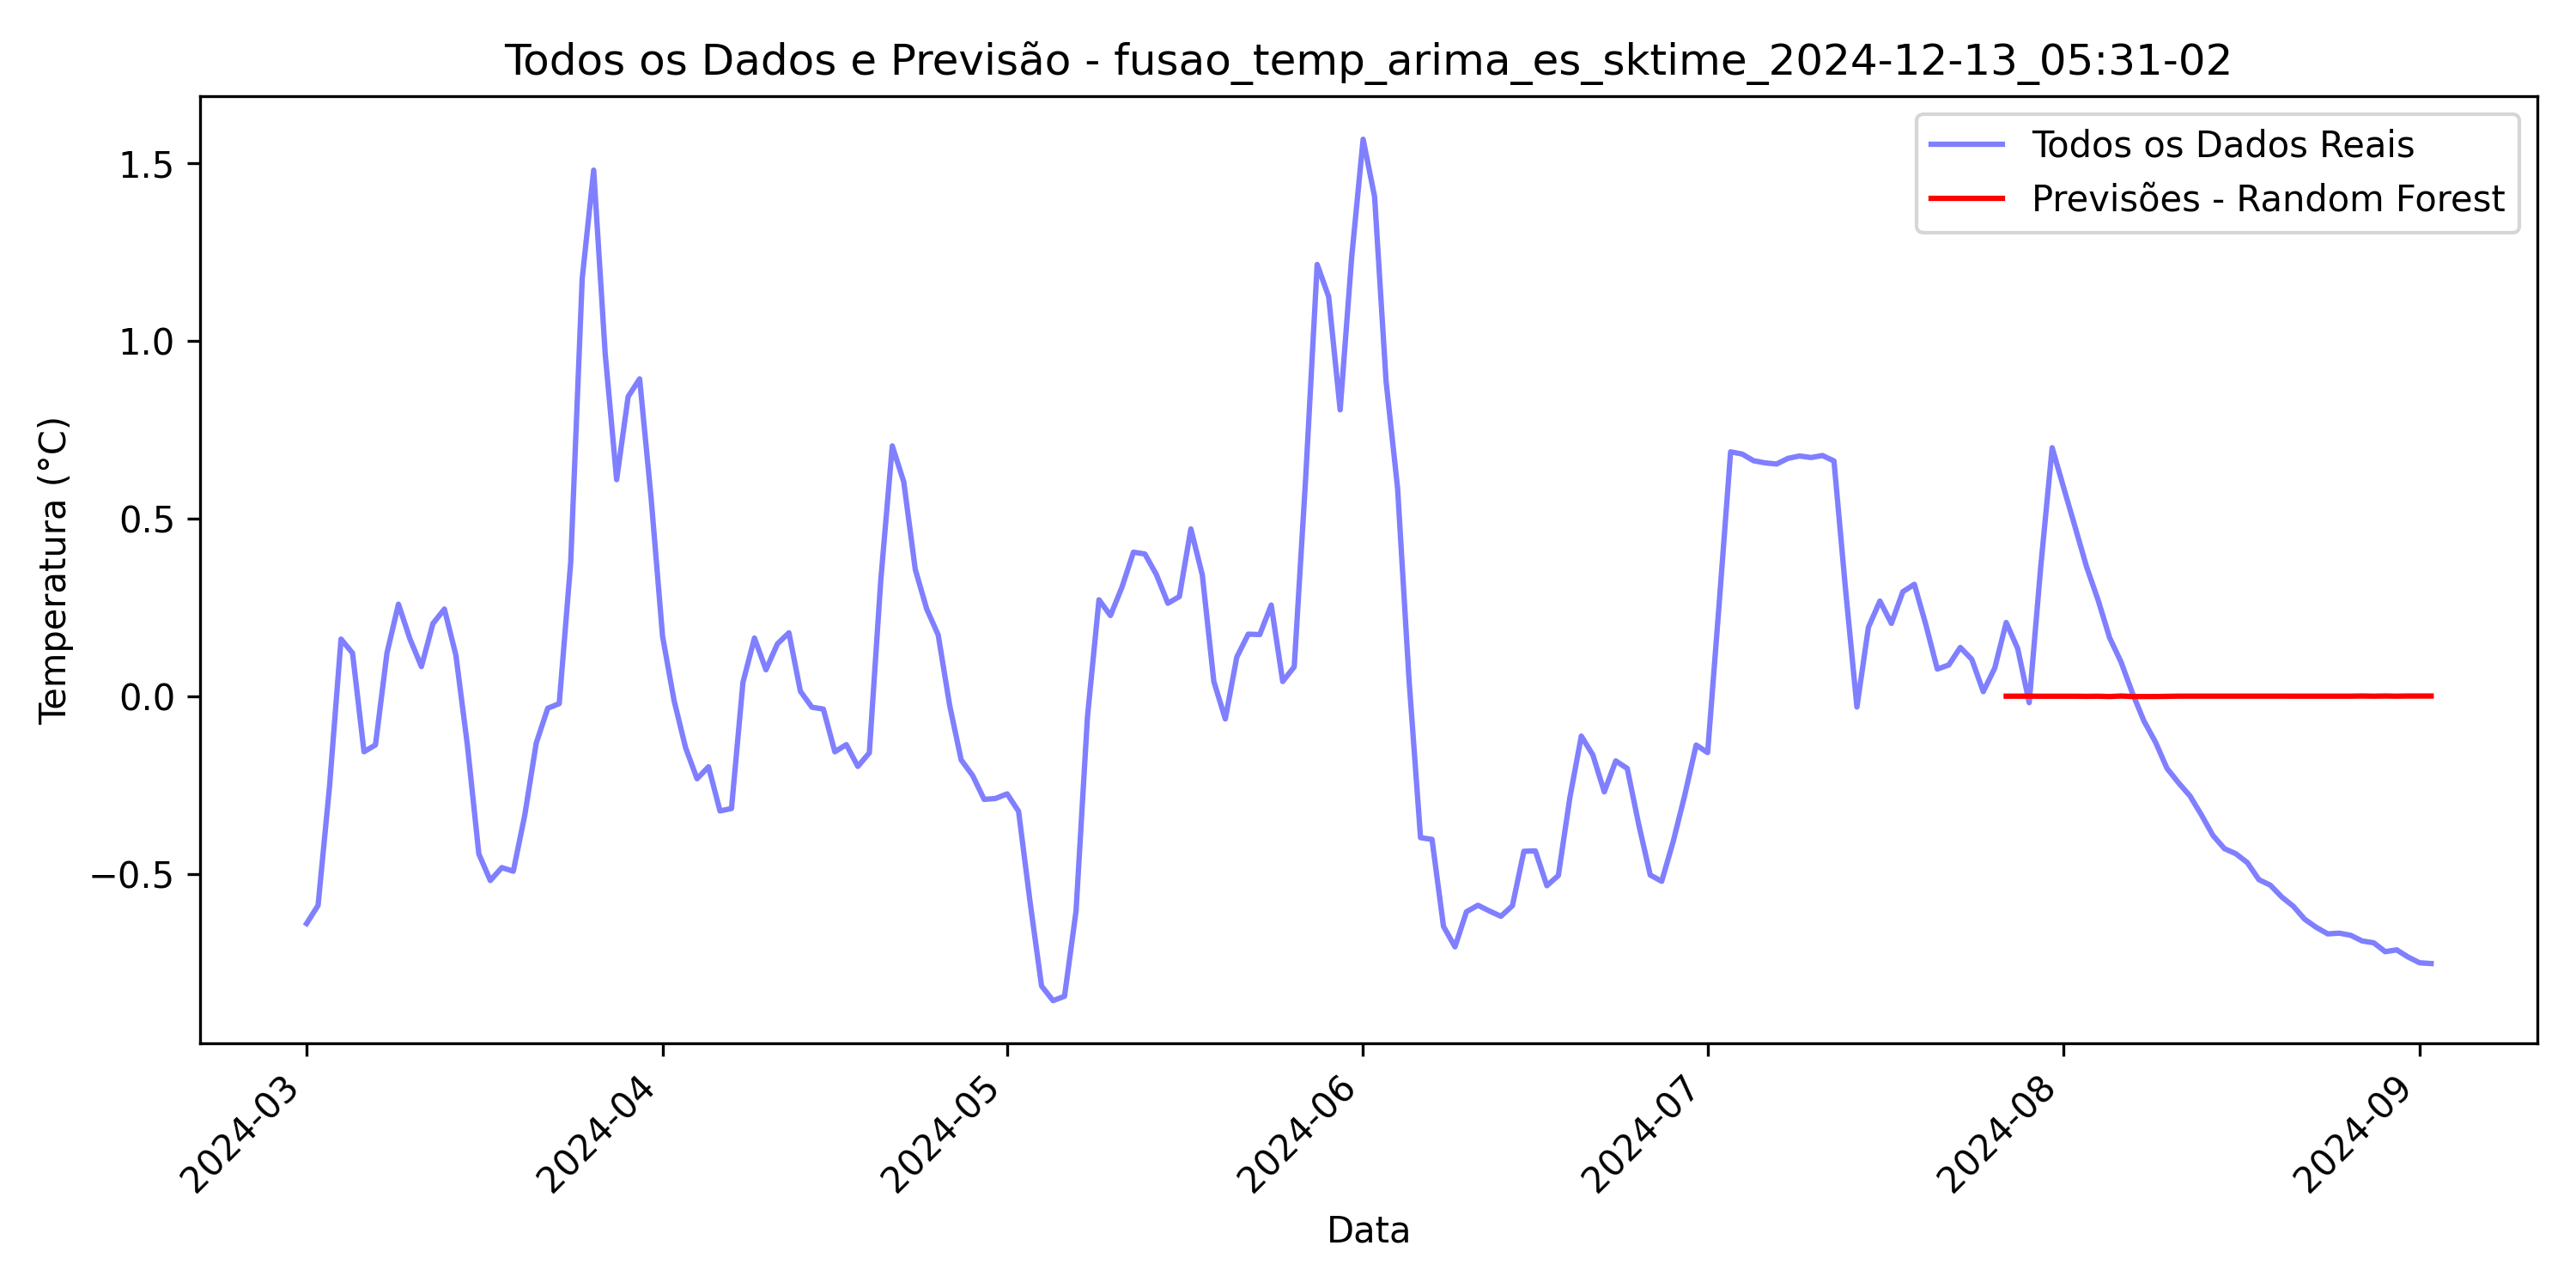 Todos os Dados e Previsão - fusao_temp_arima_es_sktime_2024-12-13_05:31-02
Todos os Dados Reais
Previsões - Random Forest
Temperatura (°C)
1.5
1.0
0.5
0.0
−0.5
2024-03
2024-04
2024-05
2024-06
2024-07
2024-08
2024-09
Data